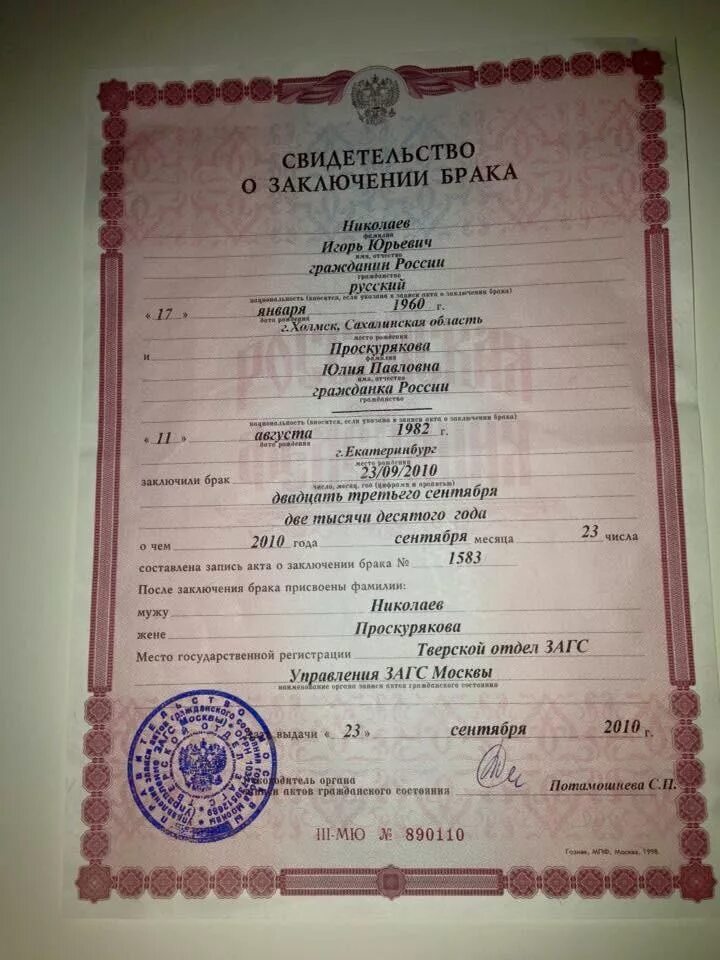 СВИДЕТЕЛЬСТВО
О ЗАКЛЮЧЕНИИ БРАКА
Николаев
фамилия
Игорь Юрьевич
имя, отчество
гражданин России
гражданство
русский
национальность (вносится, если указана в записи акта о заключении брака)
« 17 » января 1960 г.
дата рождения
г.Холмск, Сахалинская область
место рождения
и Проскурякова
фамилия
Юлия Павловна
имя, отчество
гражданка России
гражданство
национальность (вносится, если указана в записи акта о заключении брака)
« 11 » августа 1982 г.
дата рождения
г.Екатеринбург
место рождения
заключили брак 23/09/2010
число, месяц, год (цифрами и прописью)
двадцать третьего сентября
две тысячи десятого года
о чем 2010 года сентября месяца 23 числа
составлена запись акта о заключении брака № 1583
После заключения брака присвоены фамилии:
мужу Николаев
жене Проскурякова
Место государственной регистрации Тверской отдел ЗАГС
Управления ЗАГС Москвы
наименование органа записи актов гражданского состояния
выдачи « 23 » сентября 2010 г.
органа
актов гражданского состояния Потамошнева С.П.
III-МЮ № 890110
Гознак, МПФ, Москва, 1998.